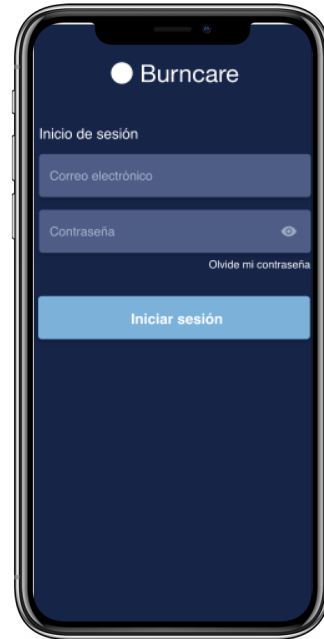 Burncare
Inicio de sesión
Correo electrónico
Contraseña
Olvide mi contraseña
Iniciar sesión